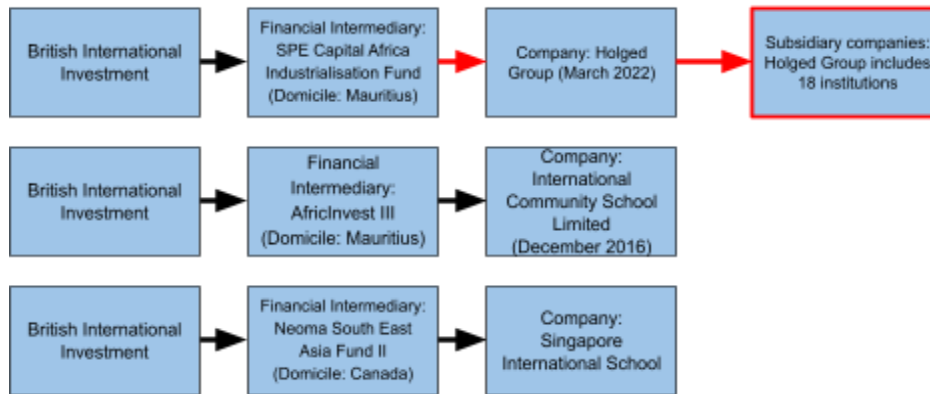 British International
Investment
Financial Intermediary:
SPE Capital Africa
Industrialisation Fund
(Domicile: Mauritius)
Company: Holged
Group (March 2022)
Subsidiary companies:
Holged Group includes
18 institutions
British International
Investment
Financial
Intermediary:
AfricInvest III
(Domicile: Mauritius)
Company:
International
Community School
Limited
(December 2016)
British International
Investment
Financial Intermediary:
Neoma South East
Asia Fund II
(Domicile: Canada)
Company:
Singapore
International School